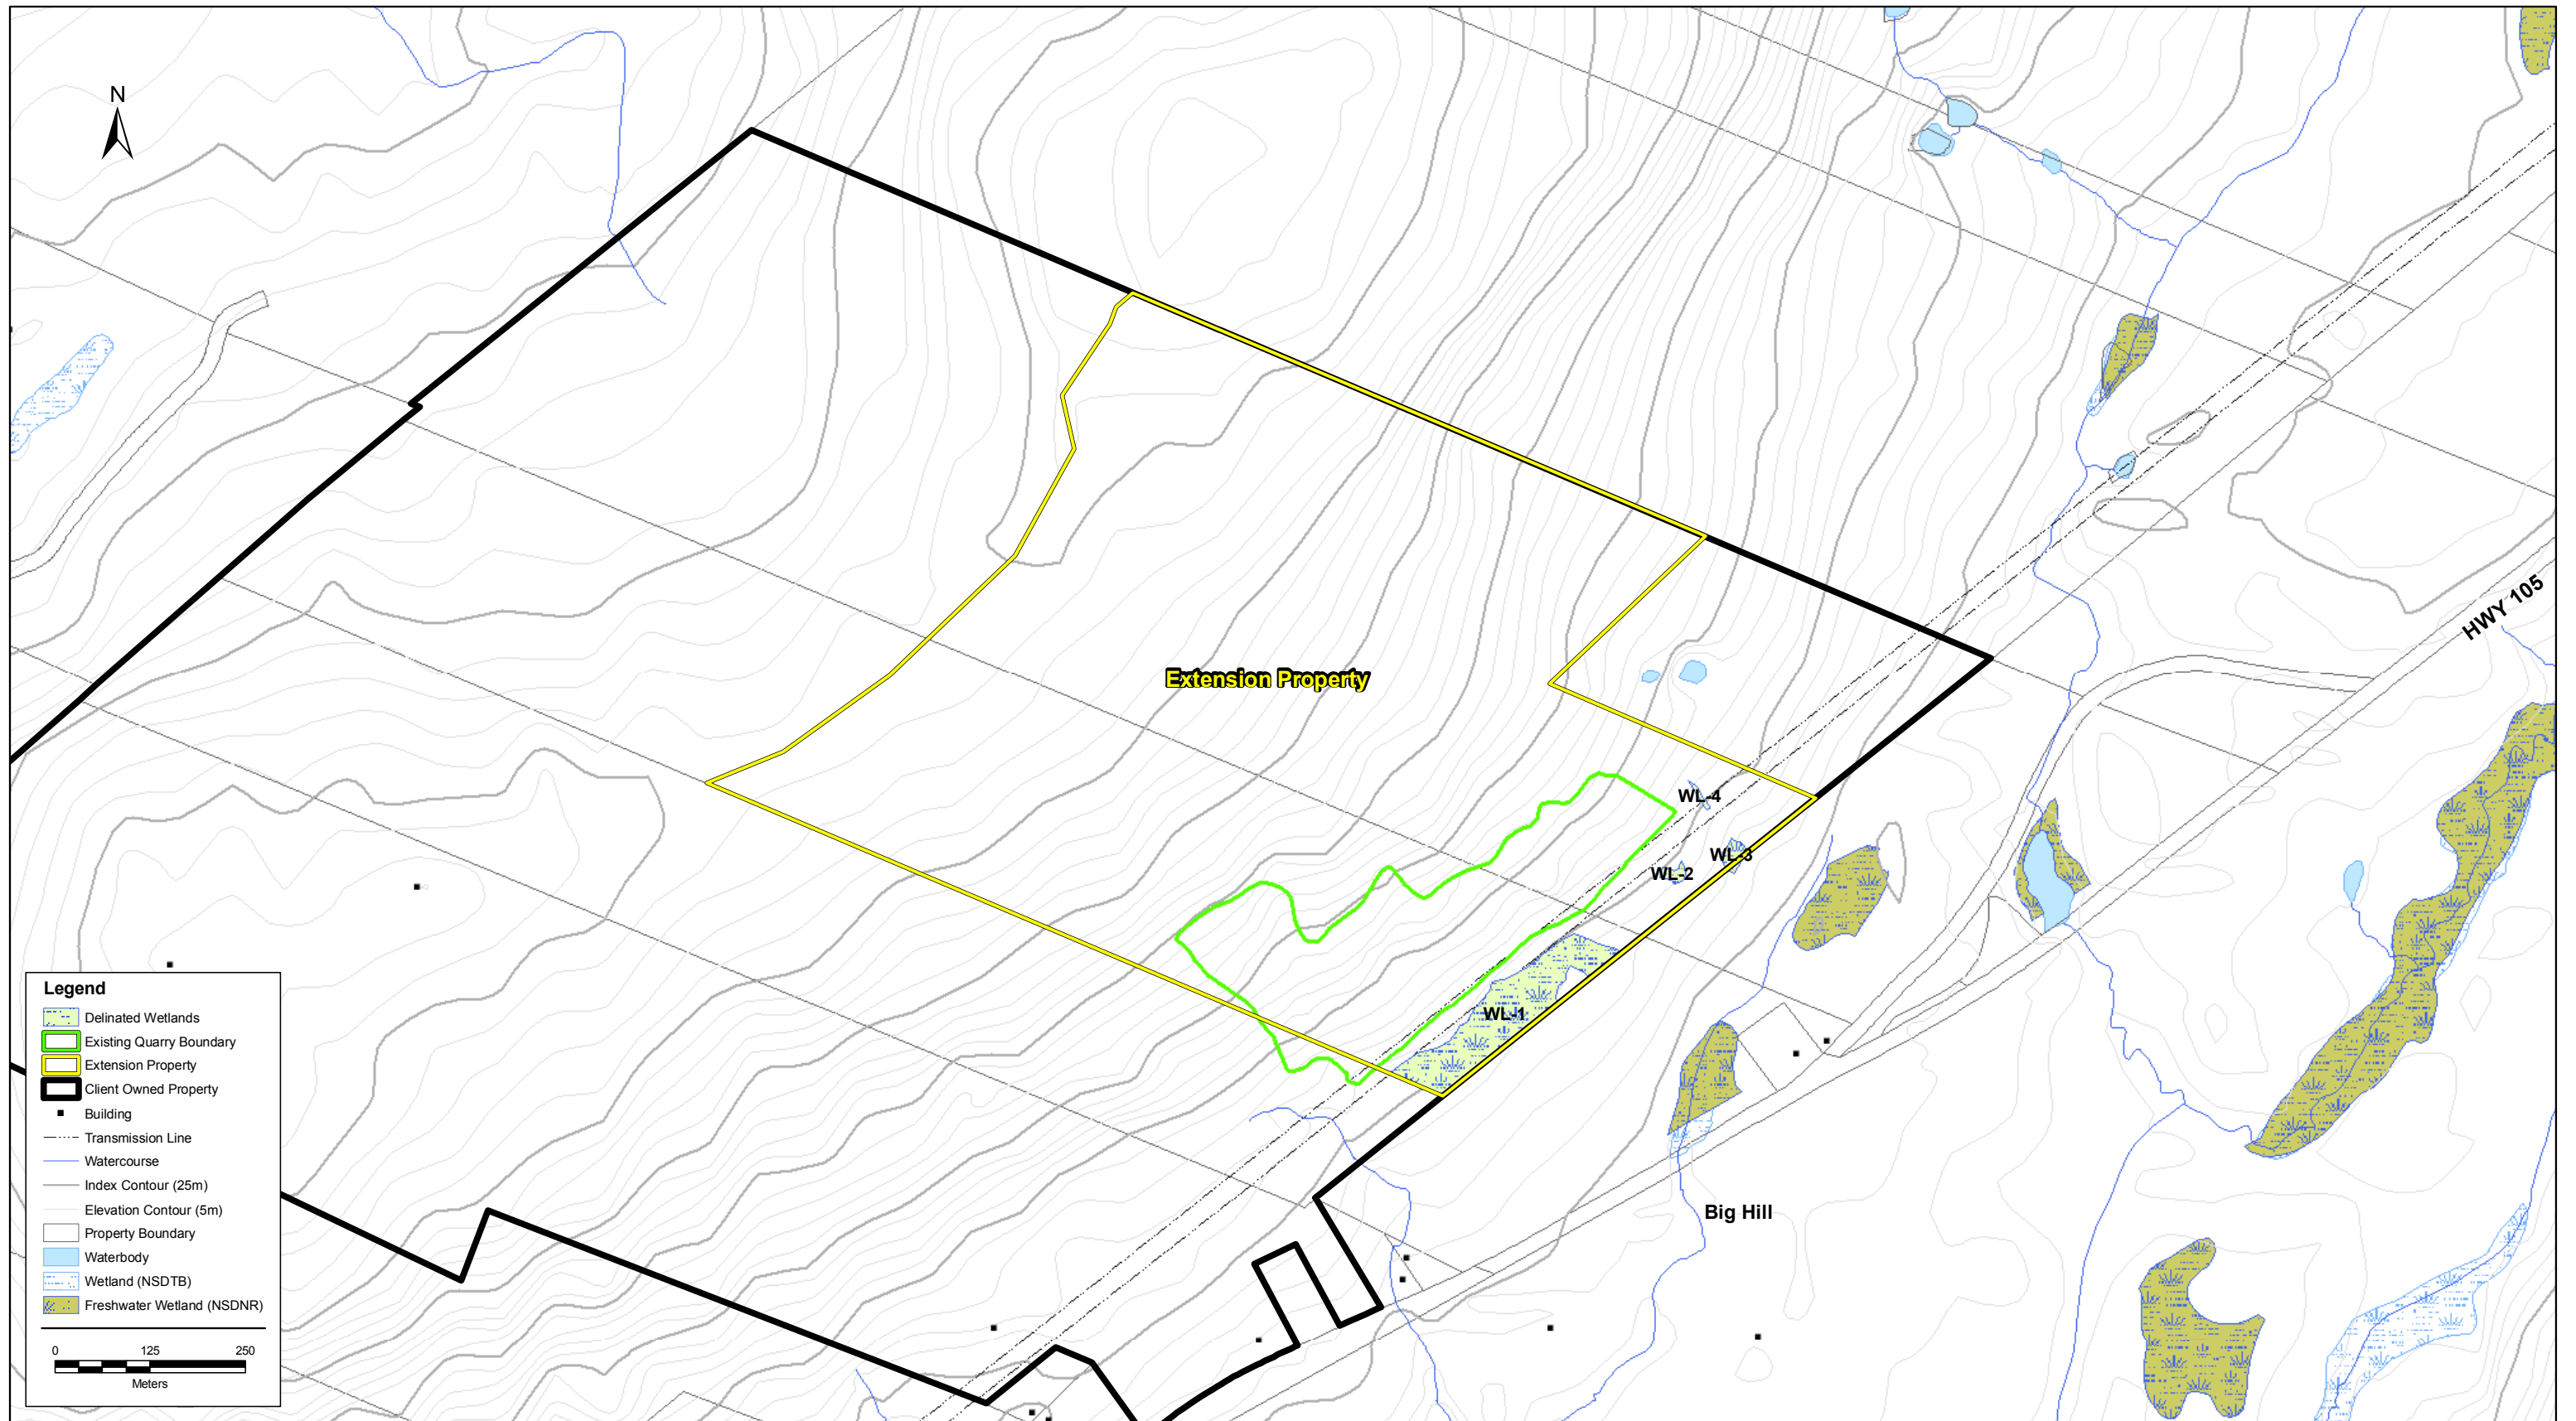 N
HWY 105
Extension Property
WL-4
WL-3
WL-2
WL-1
Big Hill
Legend
Delinated Wetlands
Existing Quarry Boundary
Extension Property
Client Owned Property
Building
Transmission Line
Watercourse
Index Contour (25m)
Elevation Contour (5m)
Property Boundary
Waterbody
Wetland (NSDTB)
Freshwater Wetland (NSDNR)
0 125 250
Meters